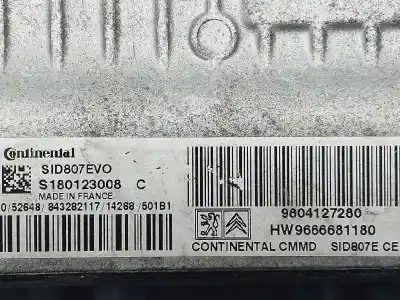 Continental
SID807EVO
S180123008 C
MADE IN FRANCE
0/52648/843282117/14268/501B1
9804127280
HW9666681180
CONTINENTAL CMMD SID807E CE